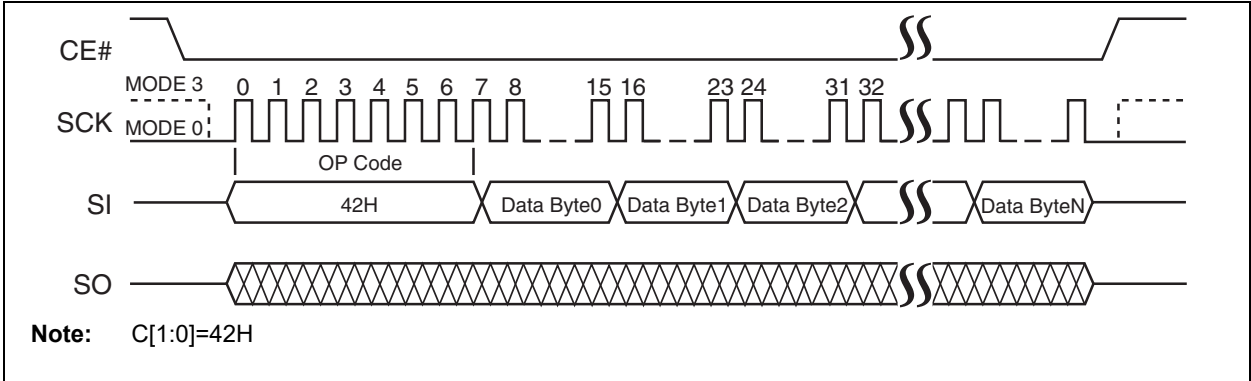 CE#
MODE 3 0 1 2 3 4 5 6 7 8 15 16 23 24 31 32
SCK MODE 0
OP Code
SI 42H Data Byte0 Data Byte1 Data Byte2 Data ByteN
SO
Note: C[1:0]=42H